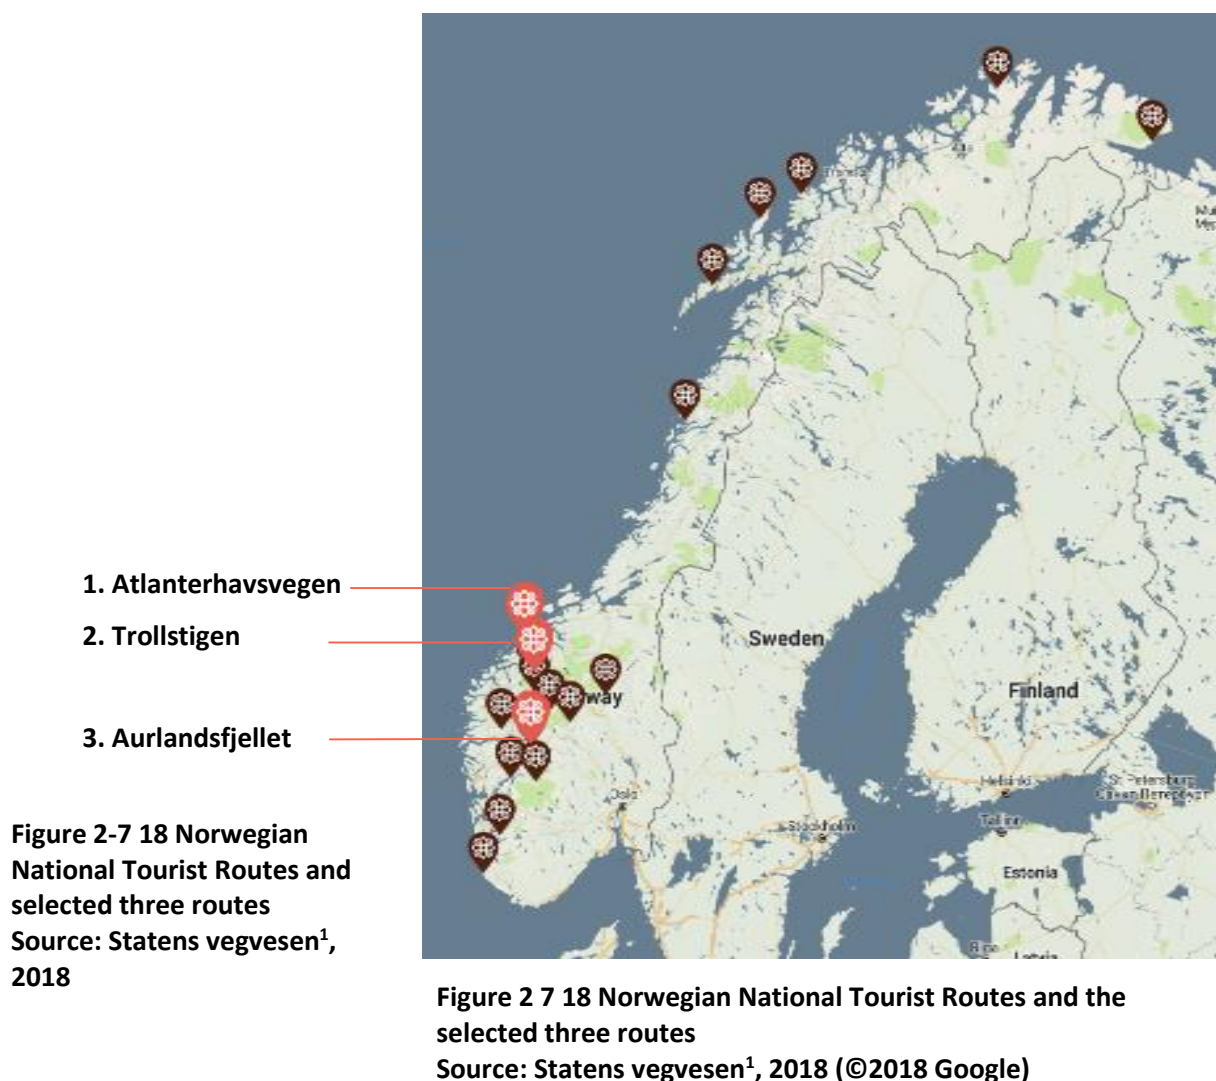 1. Atlanterhavsvegen
2. Trollstigen
3. Aurlandsfjellet
Sweden
Finland
Oslo
Stockholm
Helsinki
Tallinn
Estonia
St Petersburg
Figure 2-7 18 Norwegian
National Tourist Routes and
selected three routes
Source: Statens vegvesen¹,
2018
Figure 2 7 18 Norwegian National Tourist Routes and the
selected three routes
Source: Statens vegvesen¹, 2018 (©2018 Google)